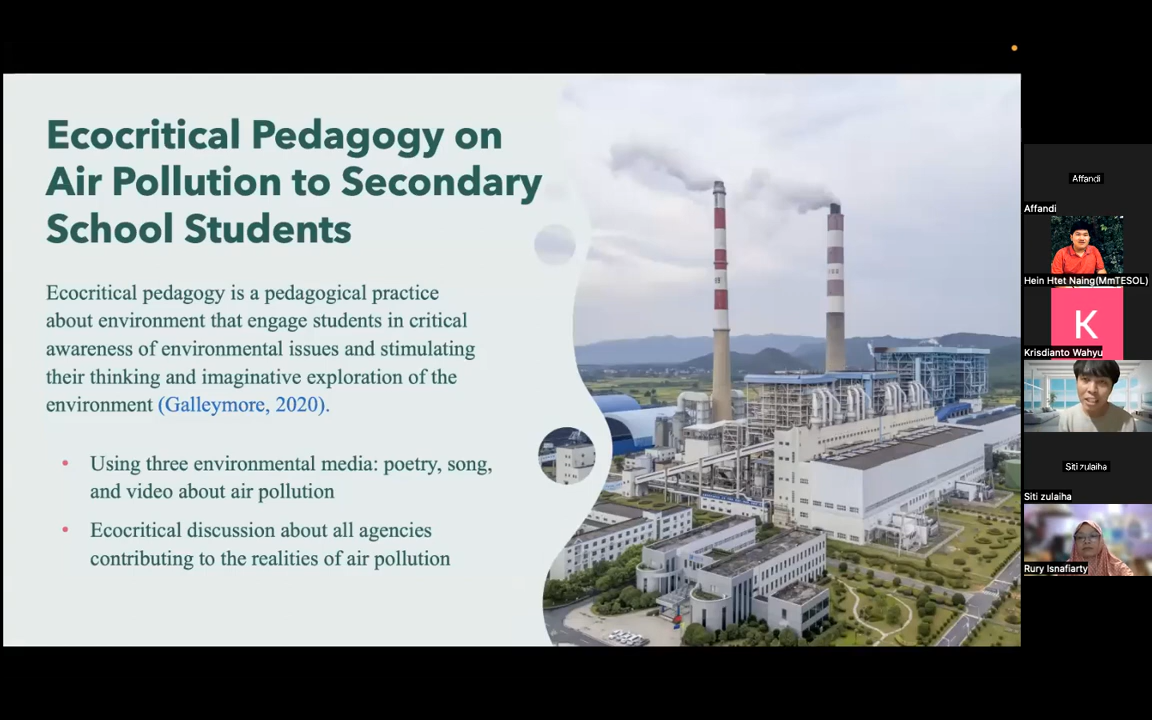 Ecocritical Pedagogy on
Air Pollution to Secondary
School Students
Ecocritical pedagogy is a pedagogical practice
about environment that engage students in critical
awareness of environmental issues and stimulating
their thinking and imaginative exploration of the
environment (Galleymore, 2020).
• Using three environmental media: poetry, song,
and video about air pollution
• Ecocritical discussion about all agencies
contributing to the realities of air pollution
Affandi
Affandi
Hein Htet Naing(MmTESOL)
K
Krisdianto Wahyu
Siti zulaiha
Siti zulaiha
Rury Isnafiarty